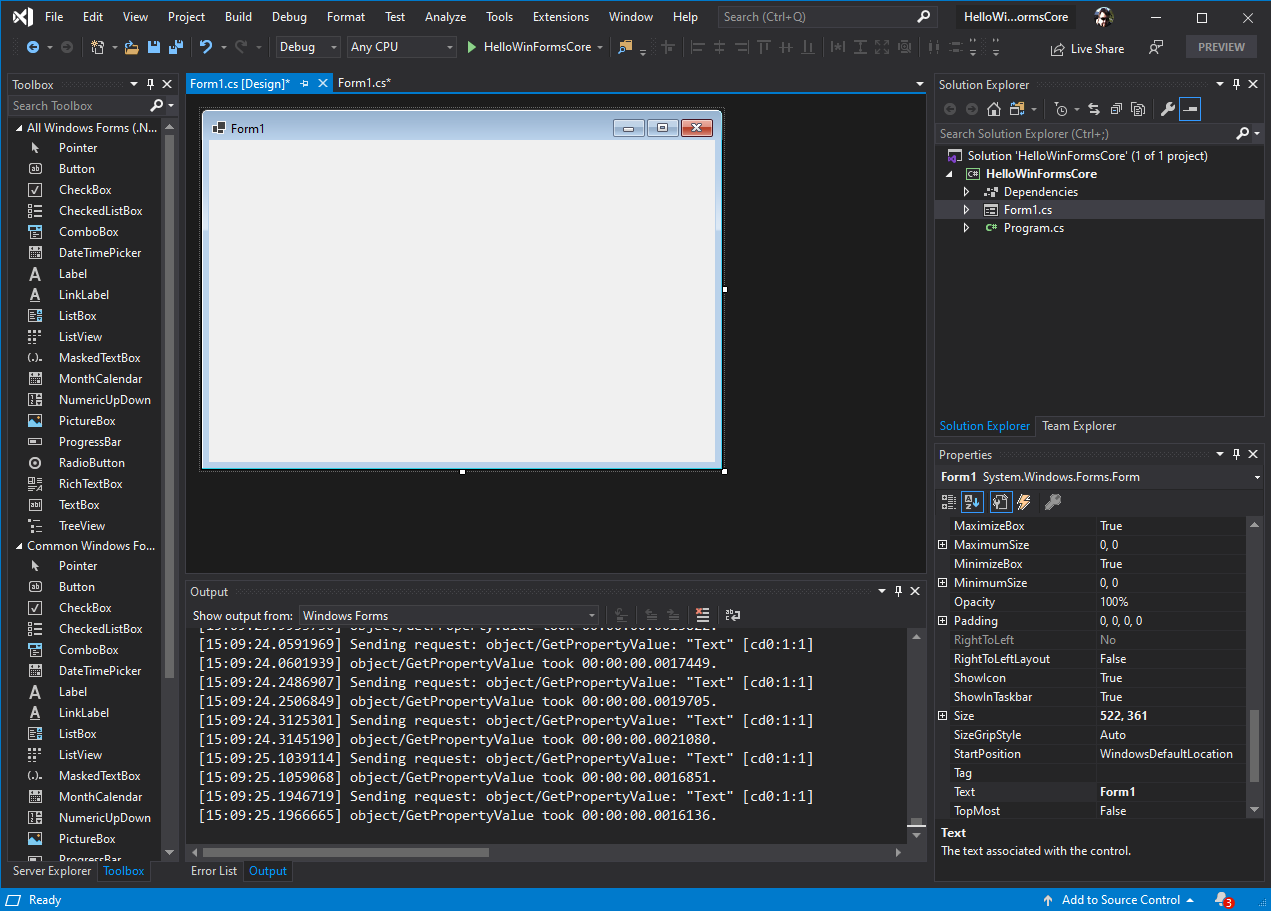 File Edit View Project Build Debug Format Test Analyze Tools Extensions Window Help Search (Ctrl+Q) HelloWi...ormsCore
Debug Any CPU HelloWinFormsCore Live Share PREVIEW
Toolbox
Search Toolbox
All Windows Forms (.N...
Pointer
Button
CheckBox
CheckedListBox
ComboBox
DateTimePicker
Label
LinkLabel
ListBox
ListView
MaskedTextBox
MonthCalendar
NumericUpDown
PictureBox
ProgressBar
RadioButton
RichTextBox
TextBox
TreeView
Common Windows Fo...
Pointer
Button
CheckBox
CheckedListBox
ComboBox
DateTimePicker
Label
LinkLabel
ListBox
ListView
MaskedTextBox
MonthCalendar
NumericUpDown
PictureBox
ProgressBar
Server Explorer Toolbox
Form1.cs [Design]* Form1.cs*
Form1
Output
Show output from: Windows Forms
[15:09:24.0591969] Sending request: object/GetPropertyValue: "Text" [cd0:1:1]
[15:09:24.0601939] object/GetPropertyValue took 00:00:00.0017449.
[15:09:24.2486907] Sending request: object/GetPropertyValue: "Text" [cd0:1:1]
[15:09:24.2506849] object/GetPropertyValue took 00:00:00.0019705.
[15:09:24.3125301] Sending request: object/GetPropertyValue: "Text" [cd0:1:1]
[15:09:24.3145190] object/GetPropertyValue took 00:00:00.0021080.
[15:09:25.1039114] Sending request: object/GetPropertyValue: "Text" [cd0:1:1]
[15:09:25.1059068] object/GetPropertyValue took 00:00:00.0016851.
[15:09:25.1946719] Sending request: object/GetPropertyValue: "Text" [cd0:1:1]
[15:09:25.1966665] object/GetPropertyValue took 00:00:00.0016136.
Error List Output
Solution Explorer
Search Solution Explorer (Ctrl+;)
Solution 'HelloWinFormsCore' (1 of 1 project)
C# HelloWinFormsCore
Dependencies
Form1.cs
C# Program.cs
Solution Explorer Team Explorer
Properties
Form1 System.Windows.Forms.Form
MaximizeBox True
MaximumSize 0, 0
MinimizeBox True
MinimumSize 0, 0
Opacity 100%
Padding 0, 0, 0, 0
RightToLeft No
RightToLeftLayout False
ShowIcon True
ShowInTaskbar True
Size 522, 361
SizeGripStyle Auto
StartPosition WindowsDefaultLocation
Tag
Text Form1
TopMost False
Text
The text associated with the control.
Ready Add to Source Control 3